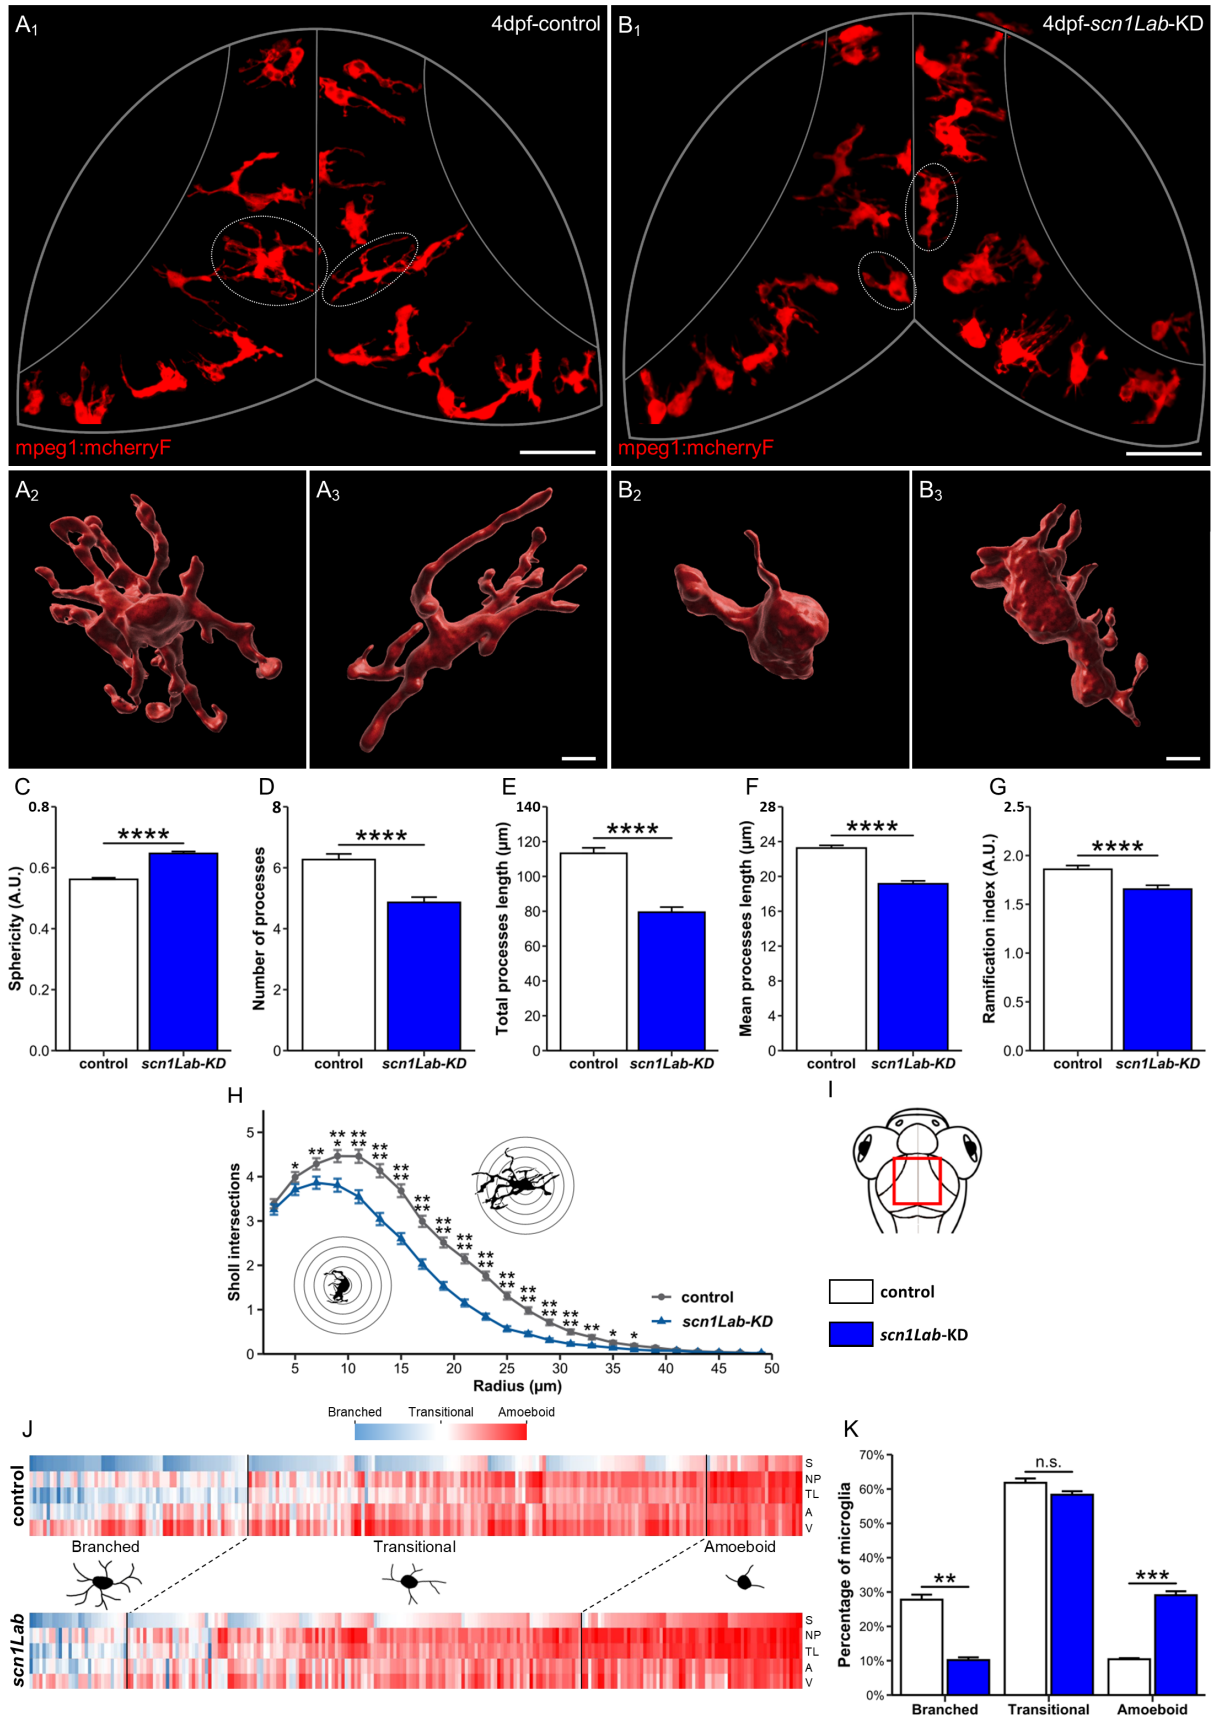 A1
4dpf-control
B1
4dpf-scn1Lab-KD
mpeg1:mcherryF
mpeg1:mcherryF
A2
A3
B2
B3
C
0.8
0.6
0.4
0.2
0.0
Sphericity (A.U.)
****
control
scn1Lab-KD
D
8
6
4
2
0
Number of processes
****
control
scn1Lab-KD
E
140
120
100
80
60
40
20
0
Total processes length (µm)
****
control
scn1Lab-KD
F
28
24
20
16
12
8
4
0
Mean processes length (µm)
****
control
scn1Lab-KD
G
2.5
2.0
1.5
1.0
0.5
0.0
Ramification index (A.U.)
****
control
scn1Lab-KD
H
5
4
3
2
1
0
Sholl intersections
* ** *** **** **** **** **** **** **** **** **** **** **** **** ** * *
control
scn1Lab-KD
5 10 15 20 25 30 35 40 45 50
Radius (µm)
I
control
scn1Lab-KD
J
Branched Transitional Amoeboid
control
S
NP
TL
A
V
Branched Transitional Amoeboid
scn1Lab
S
NP
TL
A
V
K
70%
60%
50%
40%
30%
20%
10%
0%
Percentage of microglia
**
n.s.
***
Branched Transitional Amoeboid